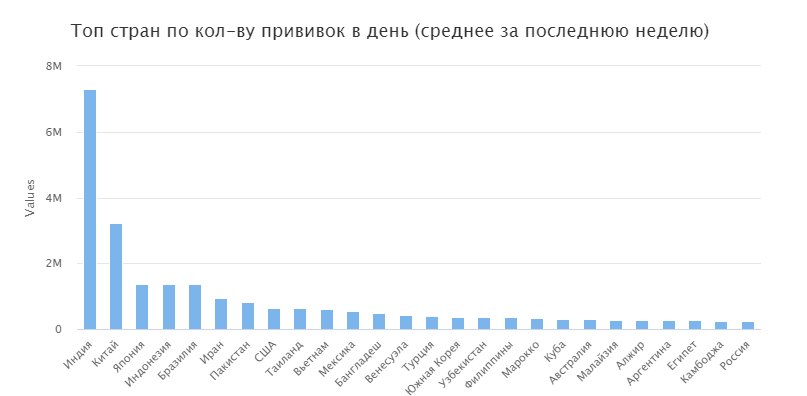 Топ стран по кол-ву прививок в день (среднее за последнюю неделю)
8M
6M
4M
2M
0
Values
Индия
Китай
Япония
Индонезия
Бразилия
Иран
Пакистан
США
Таиланд
Вьетнам
Мексика
Бангладеш
Венесуэла
Турция
Южная Корея
Узбекистан
Филиппины
Марокко
Куба
Австралия
Малайзия
Алжир
Аргентина
Египет
Камбоджа
Россия